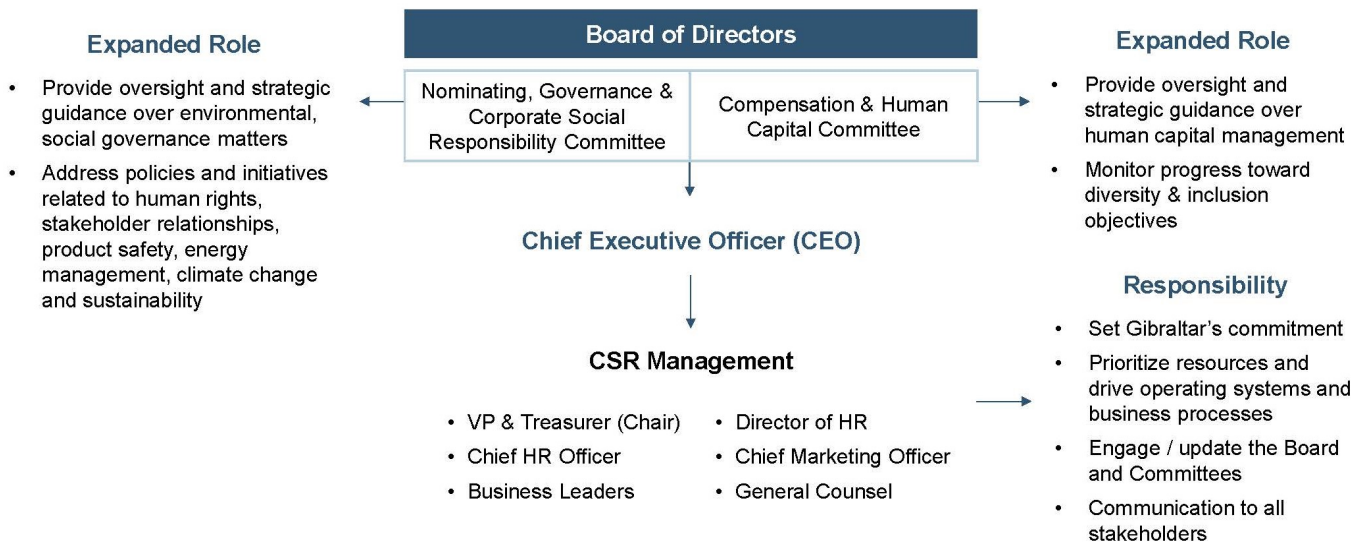 Expanded Role
• Provide oversight and strategic
guidance over environmental,
social governance matters
• Address policies and initiatives
related to human rights,
stakeholder relationships,
product safety, energy
management, climate change
and sustainability
Board of Directors
Nominating, Governance &
Corporate Social
Responsibility Committee
Compensation & Human
Capital Committee
Chief Executive Officer (CEO)
CSR Management
• VP & Treasurer (Chair)
• Chief HR Officer
• Business Leaders
• Director of HR
• Chief Marketing Officer
• General Counsel
Expanded Role
• Provide oversight and
strategic guidance over
human capital management
• Monitor progress toward
diversity & inclusion
objectives
Responsibility
• Set Gibraltar’s commitment
• Prioritize resources and
drive operating systems and
business processes
• Engage / update the Board
and Committees
• Communication to all
stakeholders